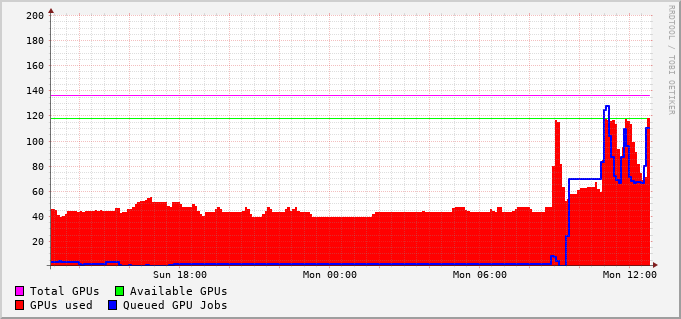 200
180
160
140
120
100
80
60
40
20
Sun 18:00 Mon 00:00 Mon 06:00 Mon 12:00
Total GPUs Available GPUs
GPUs used Queued GPU Jobs
RRDTOOL / TOBI OETIKER